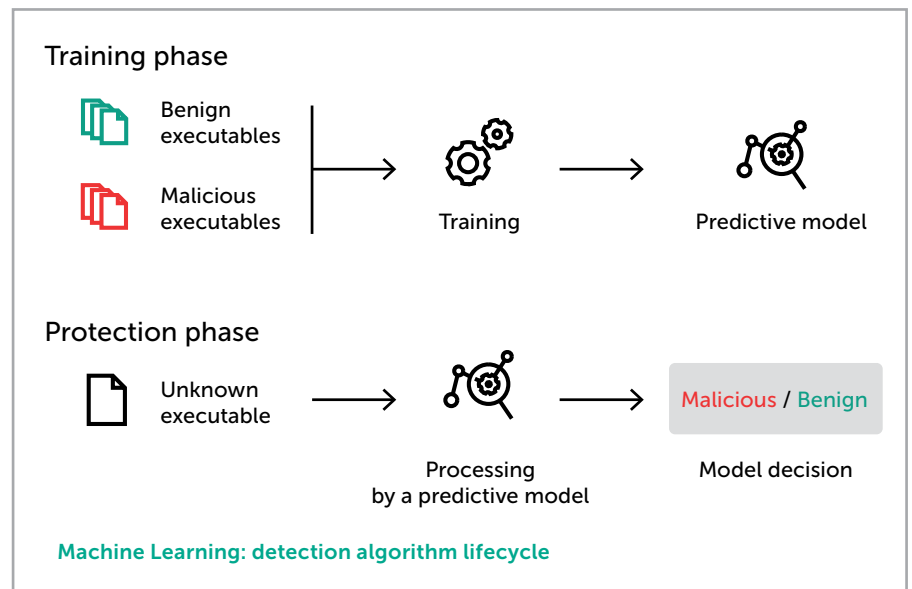 Training phase
Benign
executables
Malicious
executables
Training
Predictive model
Protection phase
Unknown
executable
Processing
by a predictive model
Malicious / Benign
Model decision
Machine Learning: detection algorithm lifecycle